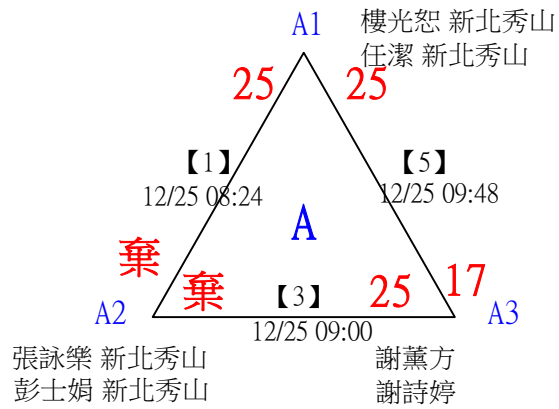 A1
樓光恕 新北秀山
任潔 新北秀山
25
25
【1】
12/25 08:24
【5】
12/25 09:48
A
棄
棄
【3】
25
17
A2
12/25 09:00
A3
張詠樂 新北秀山
彭士娟 新北秀山
謝薰方
謝詩婷